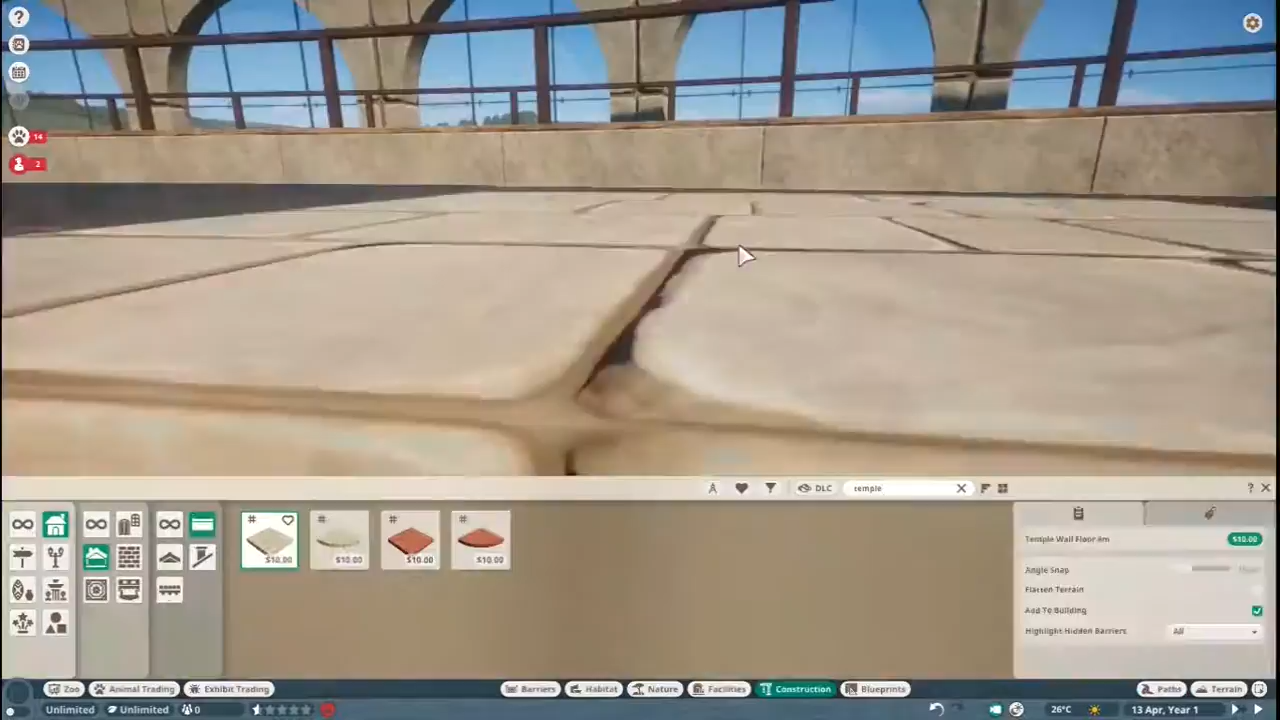 ?
14
2
DLC
temple
?
$10.00
$10.00
$10.00
$10.00
Temple Wall Floor 4m
$10.00
Angle Snap
Flatten Terrain
Add To Building
Highlight Hidden Barriers
All
Zoo
Animal Trading
Exhibit Trading
Barriers
Habitat
Nature
Facilities
Construction
Blueprints
Paths
Terrain
Unlimited
Unlimited
0
26°C
13 Apr, Year 1